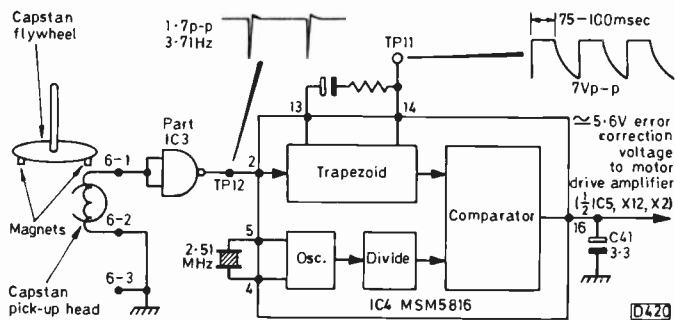 Capstan
flywheel
1·7p-p
3·71Hz
TP11
75-100msec
7Vp-p
Part
IC3
13
14
6-1
TP12
2
Trapezoid
≃5·6V error
correction
voltage
to motor
drive amplifier
(½IC5, X12, X2)
Comparator
16
C41
3·3
Magnets
6-2
5
2·51
MHz
4
Osc.
Divide
Capstan
pick-up head
6-3
IC4 MSM5816
D420